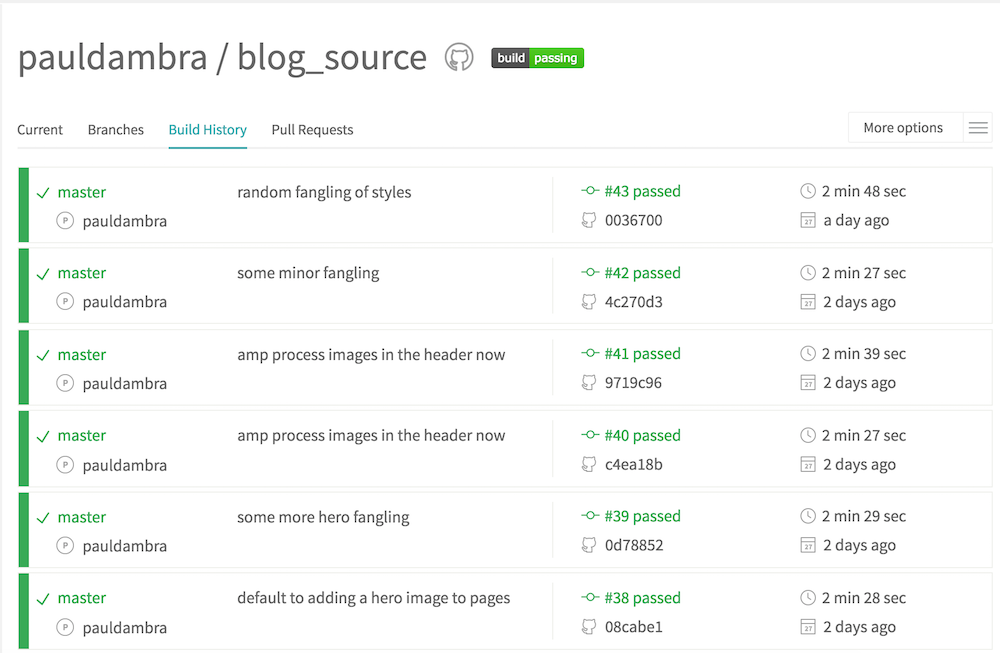 pauldambra / blog_source build passing
Current Branches Build History Pull Requests More options
master random fangling of styles #43 passed 2 min 48 sec
P pauldambra 0036700 27 a day ago
master some minor fangling #42 passed 2 min 27 sec
P pauldambra 4c270d3 27 2 days ago
master amp process images in the header now #41 passed 2 min 39 sec
P pauldambra 9719c96 27 2 days ago
master amp process images in the header now #40 passed 2 min 27 sec
P pauldambra c4ea18b 27 2 days ago
master some more hero fangling #39 passed 2 min 29 sec
P pauldambra 0d78852 27 2 days ago
master default to adding a hero image to pages #38 passed 2 min 28 sec
P pauldambra 08cabe1 27 2 days ago